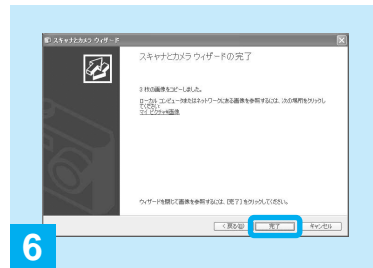 スキャナとカメラ ウィザード
スキャナとカメラ ウィザードの完了
3 枚の画像をコピーしました。
ローカル コンピュータまたはネットワークにある画像を参照するには、次の場所をクリックし
てください:
マイ ピクチャ¥画像
ウィザードを閉じて画像を参照するには、[完了] をクリックしてください。
< 戻る(B)
完了
キャンセル
6